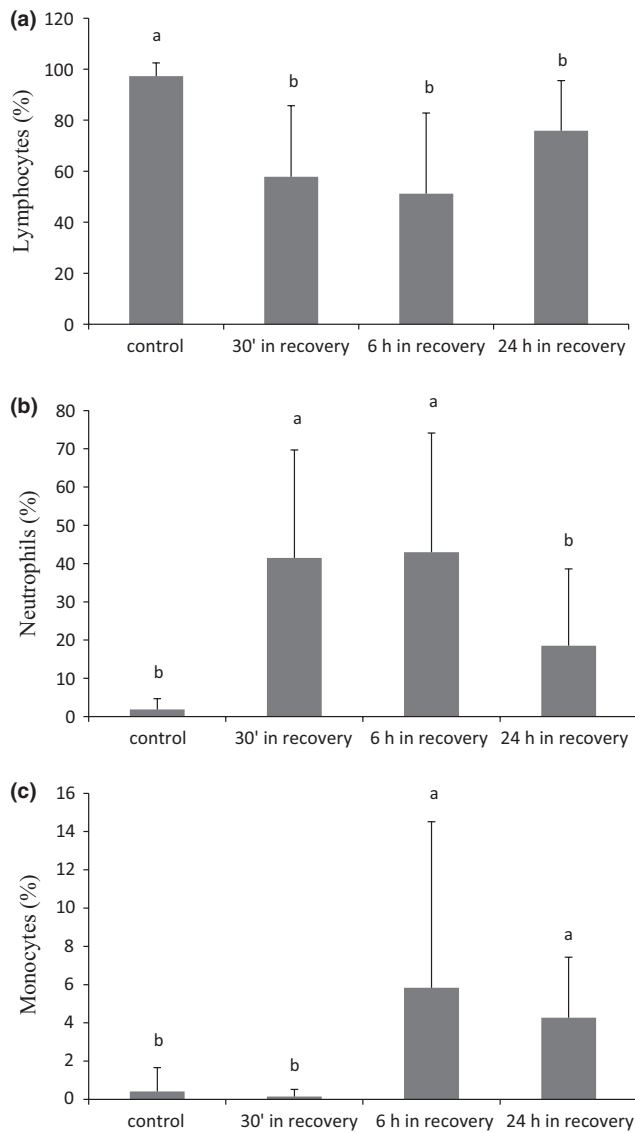 (a)
120
a
100
b
b
b
80
60
40
20
0
Lymphocytes (%)
control 30' in recovery 6 h in recovery 24 h in recovery
(b)
80
a
a
70
60
50
b
40
30
20
b
10
0
Neutrophils (%)
control 30' in recovery 6 h in recovery 24 h in recovery
(c)
16
a
14
12
10
a
8
6
4
b
b
2
0
Monocytes (%)
control 30' in recovery 6 h in recovery 24 h in recovery